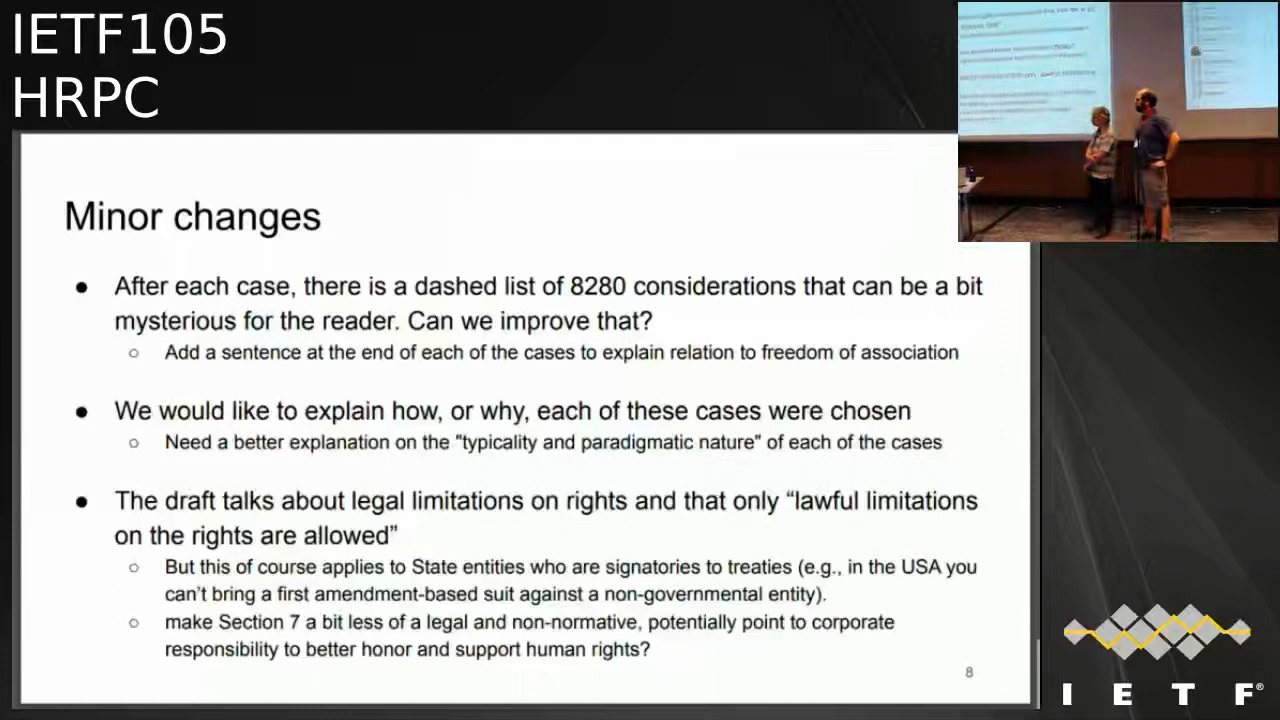 IETF105
HRPC
Minor changes
● After each case, there is a dashed list of 8280 considerations that can be a bit
mysterious for the reader. Can we improve that?
○ Add a sentence at the end of each of the cases to explain relation to freedom of association
● We would like to explain how, or why, each of these cases were chosen
○ Need a better explanation on the "typicality and paradigmatic nature" of each of the cases
● The draft talks about legal limitations on rights and that only “lawful limitations
on the rights are allowed”
○ But this of course applies to State entities who are signatories to treaties (e.g., in the USA you
can’t bring a first amendment-based suit against a non-governmental entity).
○ make Section 7 a bit less of a legal and non-normative, potentially point to corporate
responsibility to better honor and support human rights?
8
I E T F®